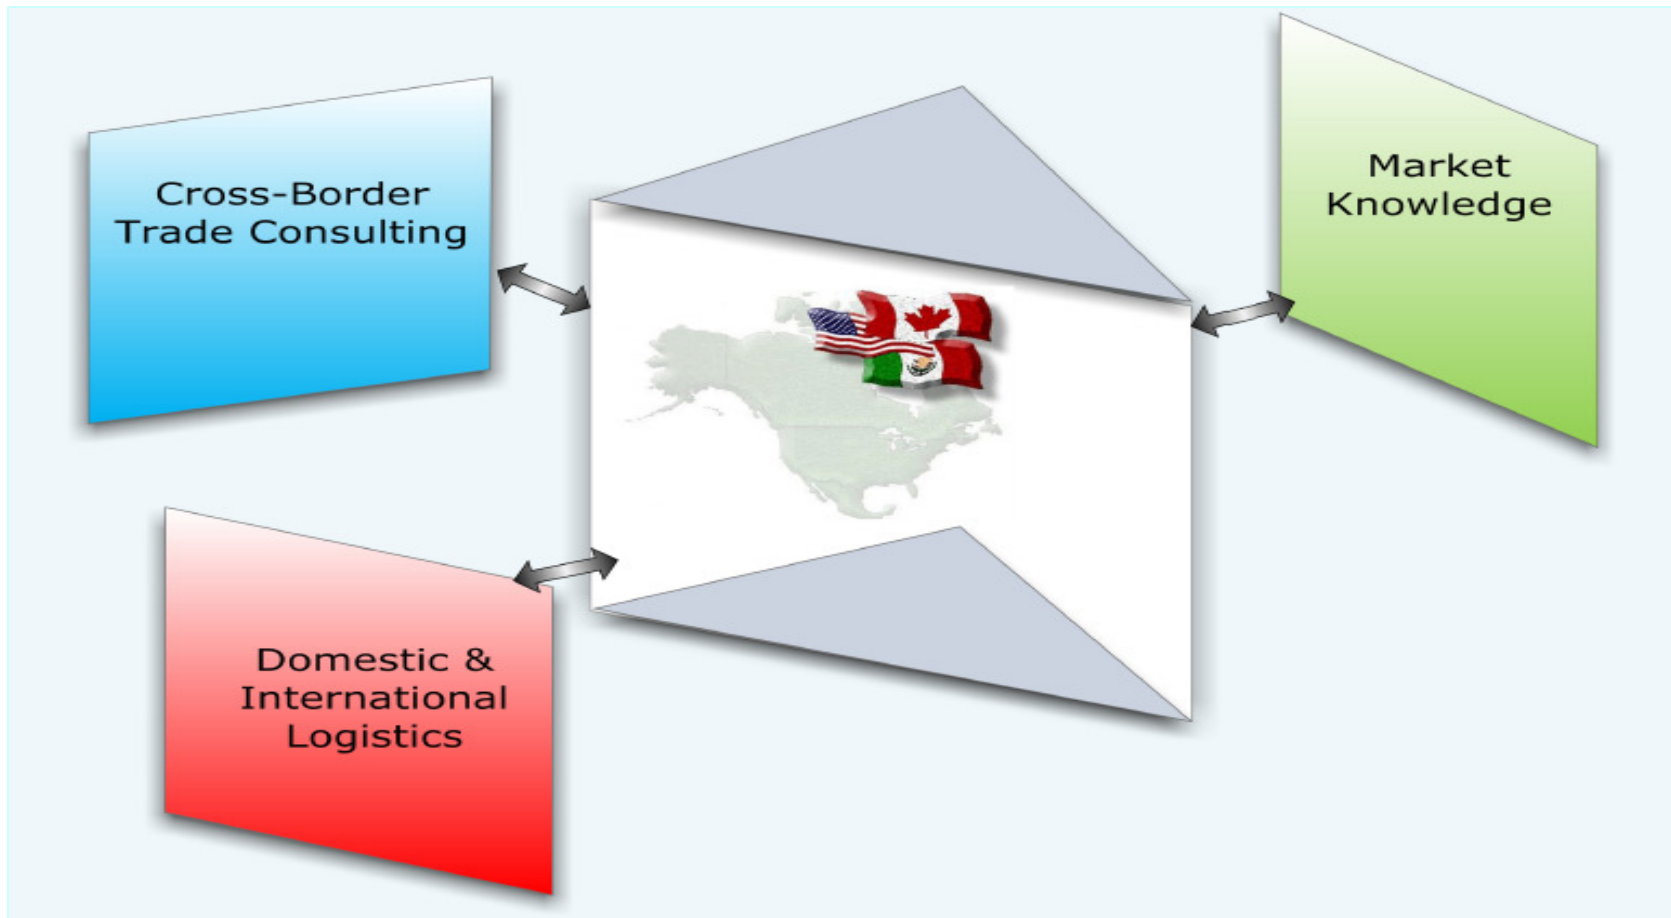 Cross-Border
Trade Consulting
Market
Knowledge
Domestic &
International
Logistics